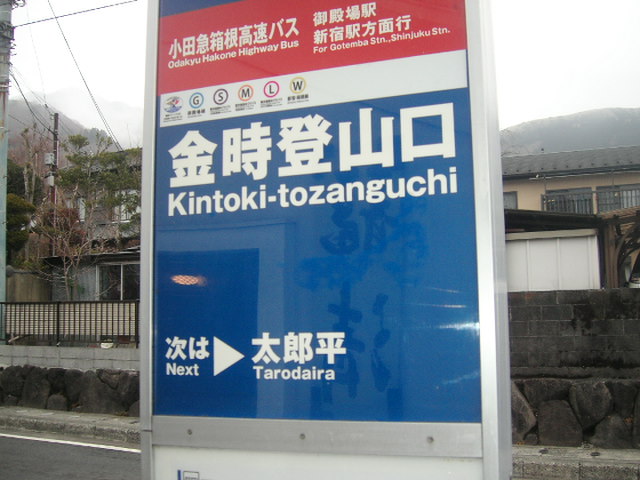 小田急箱根高速バス
Odakyu Hakone Highway Bus
御殿場駅
新宿駅方面行
For Gotemba Stn.,Shinjuku Stn.
G S M L W
金時登山口
Kintoki-tozanguchi
次は
Next
太郎平
Tarodaira